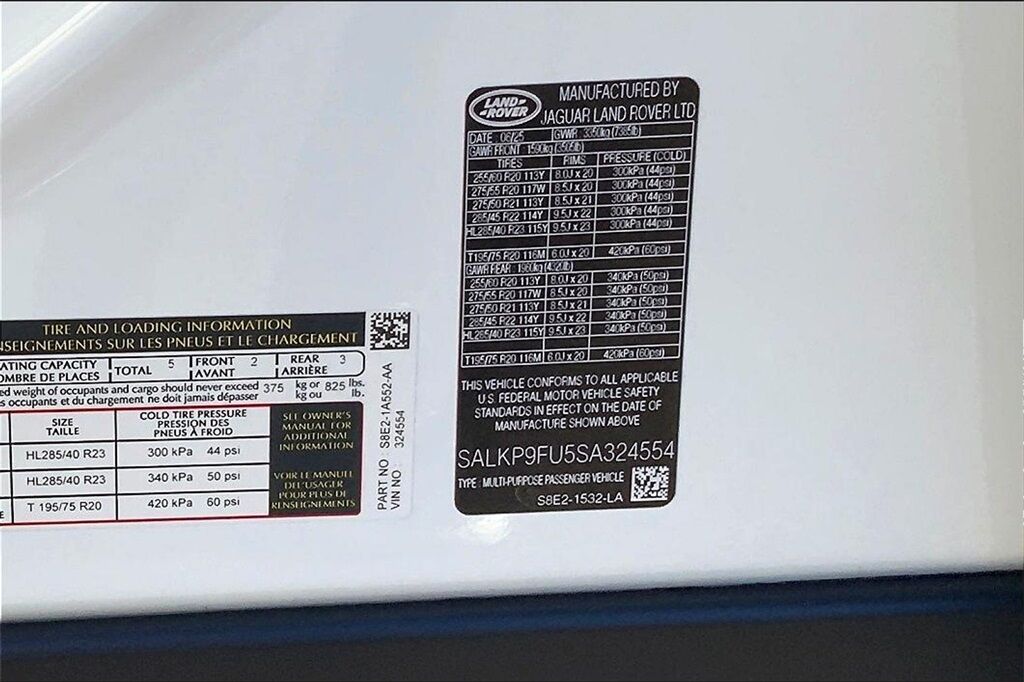 LAND-
-ROVER
MANUFACTURED BY
JAGUAR LAND ROVER LTD
DATE 06/25 GVWR 3350kg (7385lb)
GAWR FRONT 1590kg (3505lb)
TIRES RIMS PRESSURE (COLD)
255/60 R20 113Y 8.0J x 20 300kPa (44psi)
275/55 R20 117W 8.5J x 20 300kPa (44psi)
275/50 R21 113Y 8.5J x 21 300kPa (44psi)
285/45 R22 114Y 9.5J x 22 300kPa (44psi)
HL285/40 R23 115Y 9.5J x 23 300kPa (44psi)
T195/75 R20 116M 6.0J x 20 420kPa (60psi)
GAWR REAR 1960kg (4320lb)
255/60 R20 113Y 8.0J x 20 340kPa (50psi)
275/55 R20 117W 8.5J x 20 340kPa (50psi)
275/50 R21 113Y 8.5J x 21 340kPa (50psi)
285/45 R22 114Y 9.5J x 22 340kPa (50psi)
HL285/40 R23 115Y 9.5J x 23 340kPa (50psi)
T195/75 R20 116M 6.0J x 20 420kPa (60psi)
THIS VEHICLE CONFORMS TO ALL APPLICABLE
U.S. FEDERAL MOTOR VEHICLE SAFETY
STANDARDS IN EFFECT ON THE DATE OF
MANUFACTURE SHOWN ABOVE
SALKP9FU5SA324554
TYPE : MULTI-PURPOSE PASSENGER VEHICLE
S8E2-1532-LA
TIRE AND LOADING INFORMATION
NSEIGNEMENTS SUR LES PNEUS ET LE CHARGEMENT
ATING CAPACITY TOTAL 5 FRONT 2 REAR 3
OMBRE DE PLACES AVANT ARRIÈRE
ed weight of occupants and cargo should never exceed 375 kg or 825 lbs.
s occupants et du chargement ne doit jamais dépasser kg ou lb.
SIZE
TAILLE
COLD TIRE PRESSURE
PRESSION DES
PNEUS À FROID
HL285/40 R23 300 kPa 44 psi
HL285/40 R23 340 kPa 50 psi
E T 195/75 R20 420 kPa 60 psi
SEE OWNER'S
MANUAL FOR
ADDITIONAL
INFORMATION
VOIR LE MANUEL
DE L'USAGER
POUR PLUS DE
RENSEIGNEMENTS
PART NO : S8E2-1A552-AA
VIN NO : 324554